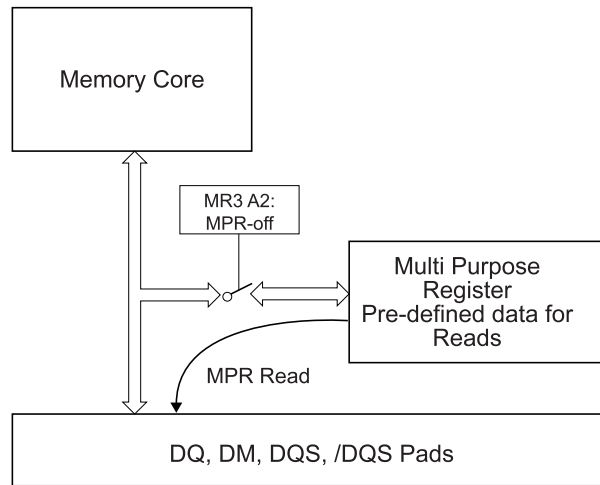 Memory Core
MR3 A2:
MPR-off
Multi Purpose
Register
Pre-defined data for
Reads
MPR Read
DQ, DM, DQS, /DQS Pads